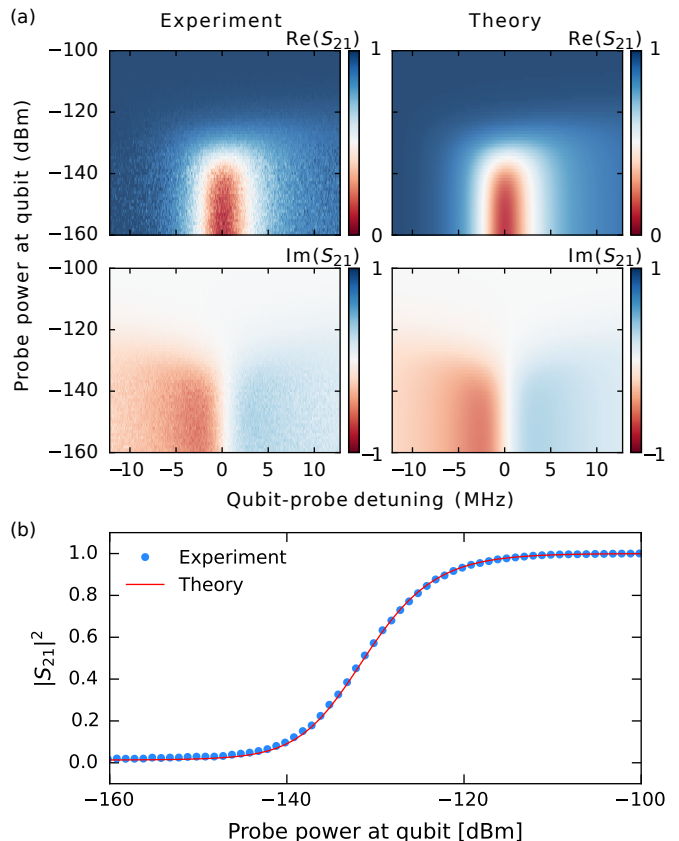 (a)
Experiment Theory
Re(S21) Re(S21)
−100 1 1
−120
−140
−160 0 0
Im(S21) Im(S21)
−100 1 1
−120
−140
−160 −1 −1
−10 −5 0 5 10 −10 −5 0 5 10
Probe power at qubit (dBm)
Qubit-probe detuning (MHz)
(b)
1.0
0.8
0.6
0.4
0.2
0.0
|S21|²
Experiment
Theory
−160 −140 −120 −100
Probe power at qubit [dBm]